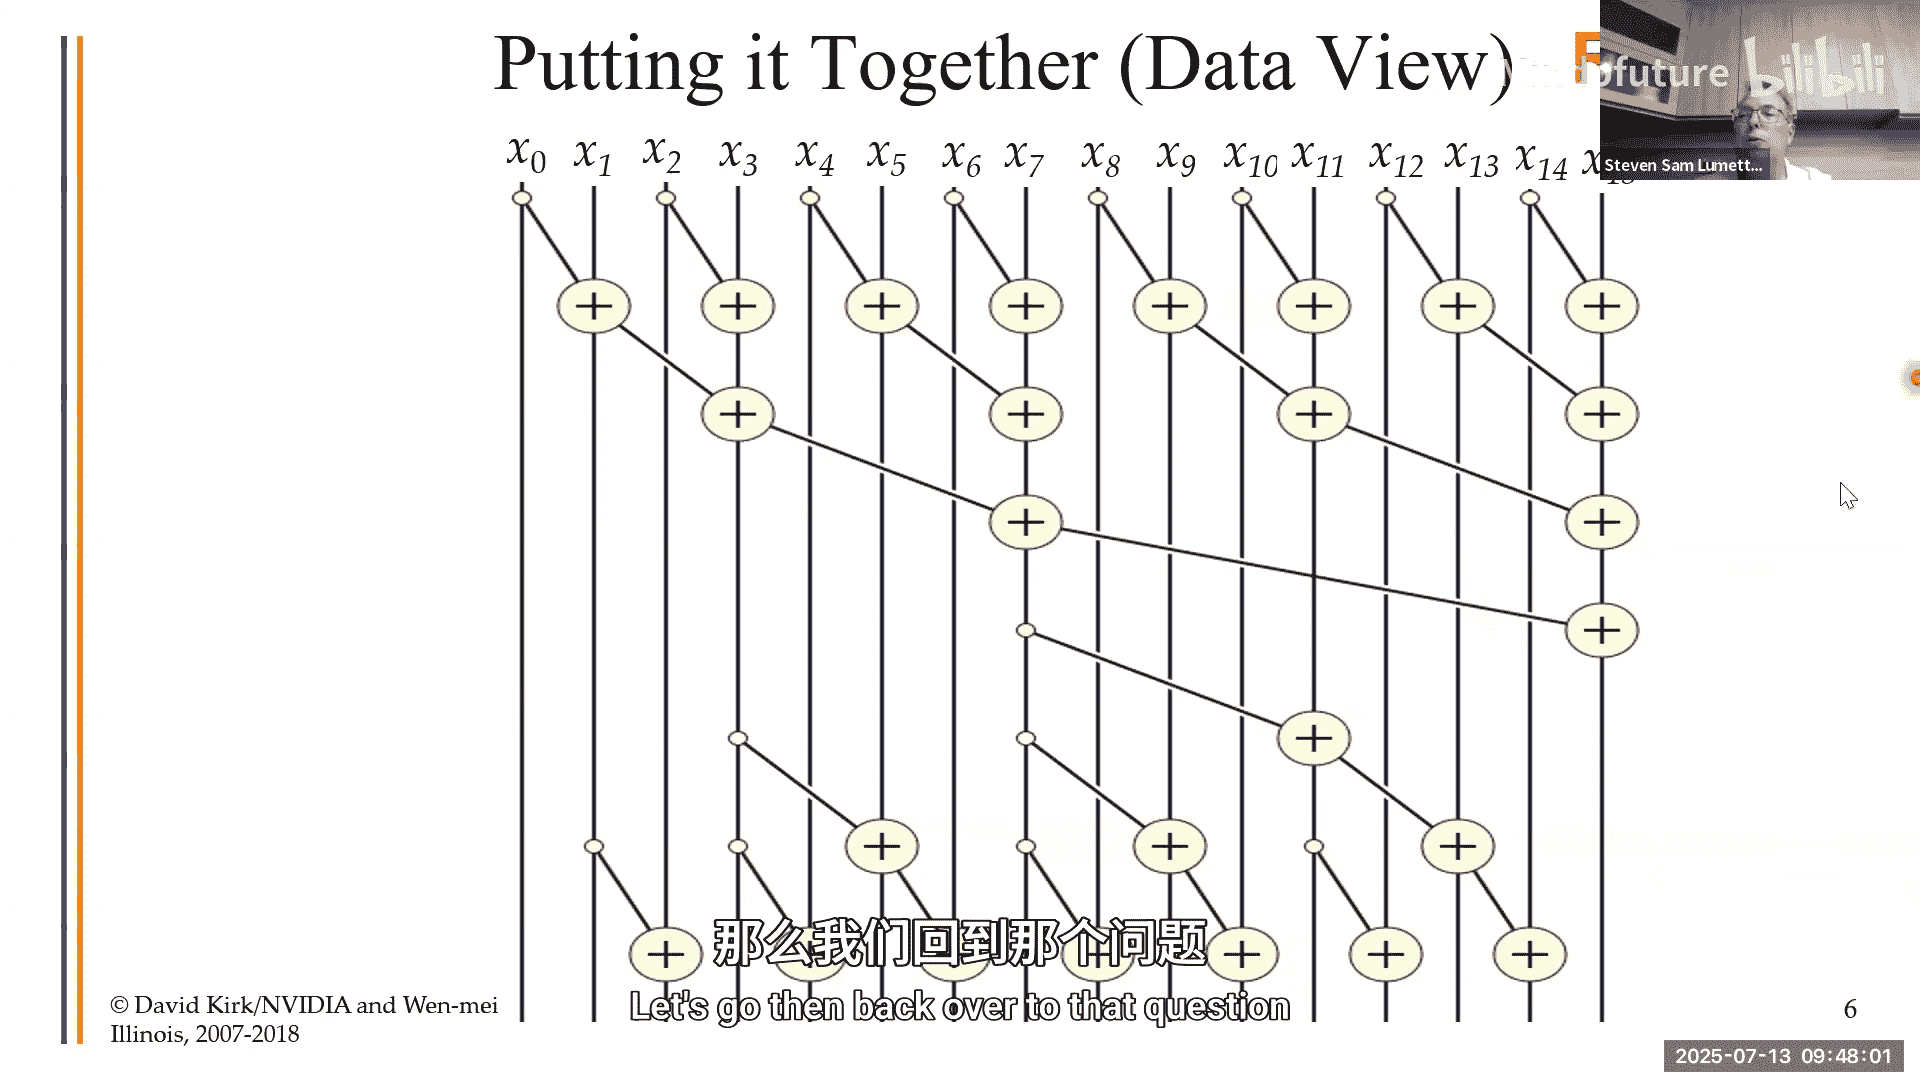 Putting it Together (Data View)
future bilibili
Steven Sam Lumett...
x0 x1 x2 x3 x4 x5 x6 x7 x8 x9 x10 x11 x12 x13 x14
+ + + + + + + +
+ + + +
+ +
+
+
+ + +
+ + + + + + +
那么我们回到那个问题
Let's go then back over to that question
© David Kirk/NVIDIA and Wen-mei
Illinois, 2007-2018
6
2025-07-13 09:48:01